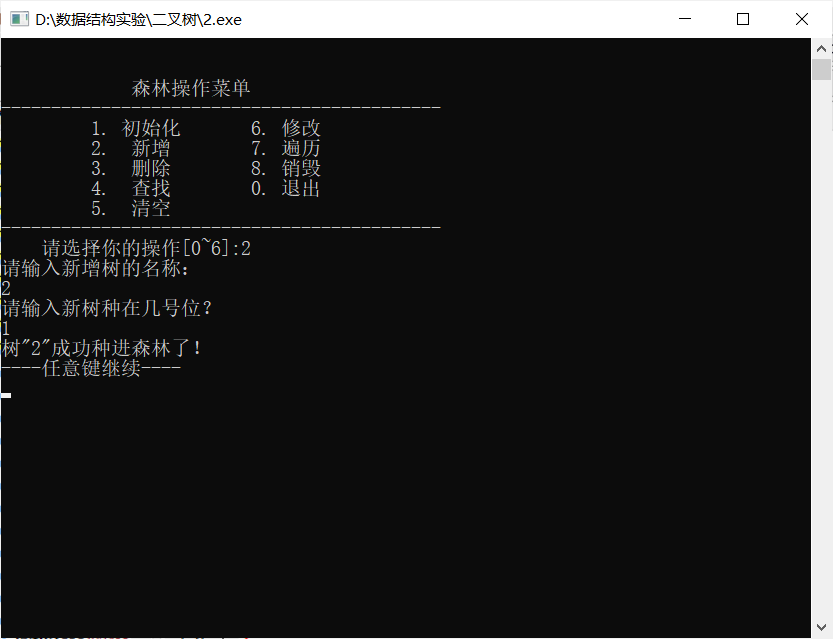 D:\数据结构实验\二叉树\2.exe
森林操作菜单
--------------------------------------------
1. 初始化 6. 修改
2. 新增 7. 遍历
3. 删除 8. 销毁
4. 查找 0. 退出
5. 清空
--------------------------------------------
请选择你的操作[0~6]:2
请输入新增树的名称:
2
请输入新树种在几号位?
1
树"2"成功种进森林了!
----任意键继续----